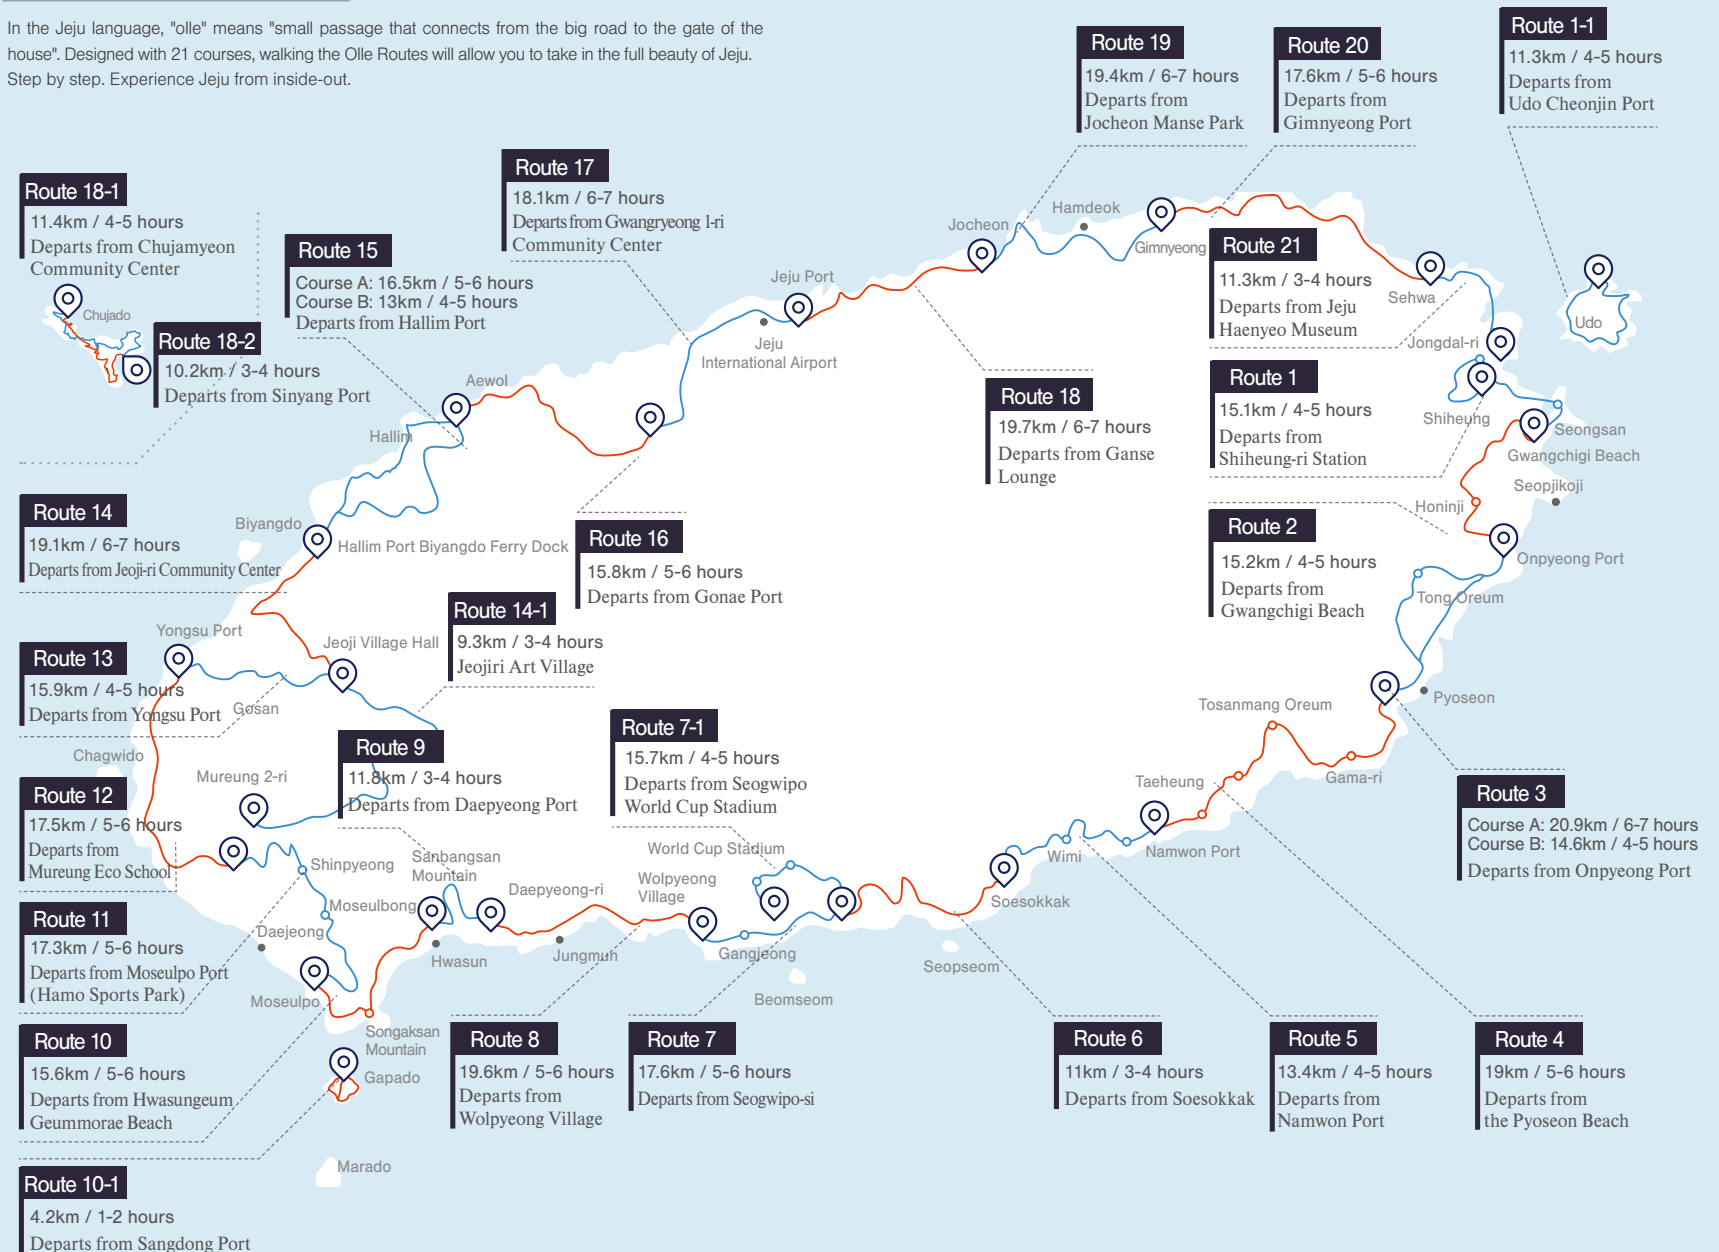 In the Jeju language, "olle" means "small passage that connects from the big road to the gate of the
house". Designed with 21 courses, walking the Olle Routes will allow you to take in the full beauty of Jeju.
Step by step. Experience Jeju from inside-out.
Route 1-1
11.3km / 4-5 hours
Departs from
Udo Cheonjin Port
Route 19
19.4km / 6-7 hours
Departs from
Jocheon Manse Park
Route 20
17.6km / 5-6 hours
Departs from
Gimnyeong Port
Route 17
18.1km / 6-7 hours
Departs from Gwangryeong 1-ri
Community Center
Route 18-1
11.4km / 4-5 hours
Departs from Chujamyeon
Community Center
Chujado
Route 18-2
10.2km / 3-4 hours
Departs from Sinyang Port
Route 15
Course A: 16.5km / 5-6 hours
Course B: 13km / 4-5 hours
Departs from Hallim Port
Jocheon
Hamdeok
Gimnyeong
Route 21
11.3km / 3-4 hours
Departs from Jeju
Haenyeo Museum
Sehwa
Udo
Jeju Port
Jeju
International Airport
Jongdal-ri
Aewol
Hallim
Route 18
19.7km / 6-7 hours
Departs from Ganse
Lounge
Route 1
15.1km / 4-5 hours
Departs from
Shiheung-ri Station
Shiheung
Seongsan
Gwangchigi Beach
Seopjikoji
Honinji
Route 14
19.1km / 6-7 hours
Departs from Jeoji-ri Community Center
Biyangdo
Hallim Port Biyangdo Ferry Dock
Route 16
15.8km / 5-6 hours
Departs from Gonae Port
Route 2
15.2km / 4-5 hours
Departs from
Gwangchigi Beach
Onpyeong Port
Tong Oreum
Route 14-1
9.3km / 3-4 hours
Jeojiri Art Village
Yongsu Port
Jeoji Village Hall
Route 13
15.9km / 4-5 hours
Departs from Yongsu Port
Gosan
Chagwido
Pyoseon
Tosanmang Oreum
Route 7-1
15.7km / 4-5 hours
Departs from Seogwipo
World Cup Stadium
Route 9
11.8km / 3-4 hours
Departs from Daepyeong Port
Mureung 2-ri
Route 12
17.5km / 5-6 hours
Departs from
Mureung Eco School
Taeheung
Gama-ri
Route 3
Course A: 20.9km / 6-7 hours
Course B: 14.6km / 4-5 hours
Departs from Onpyeong Port
Shinpyeong
Sanbangsan
Mountain
Daepyeong-ri
World Cup Stadium
Wolpyeong
Village
Wimi
Namwon Port
Soesokkak
Route 11
17.3km / 5-6 hours
Departs from Moseulpo Port
(Hamo Sports Park)
Moseulbong
Daejeong
Hwasun
Jungmun
Gangjeong
Seopseom
Beomseom
Moseulpo
Songaksan
Mountain
Gapado
Route 10
15.6km / 5-6 hours
Departs from Hwasungeum
Geummorae Beach
Route 8
19.6km / 5-6 hours
Departs from
Wolpyeong Village
Route 7
17.6km / 5-6 hours
Departs from Seogwipo-si
Route 6
11km / 3-4 hours
Departs from Soesokkak
Route 5
13.4km / 4-5 hours
Departs from
Namwon Port
Route 4
19km / 5-6 hours
Departs from
the Pyoseon Beach
Marado
Route 10-1
4.2km / 1-2 hours
Departs from Sangdong Port